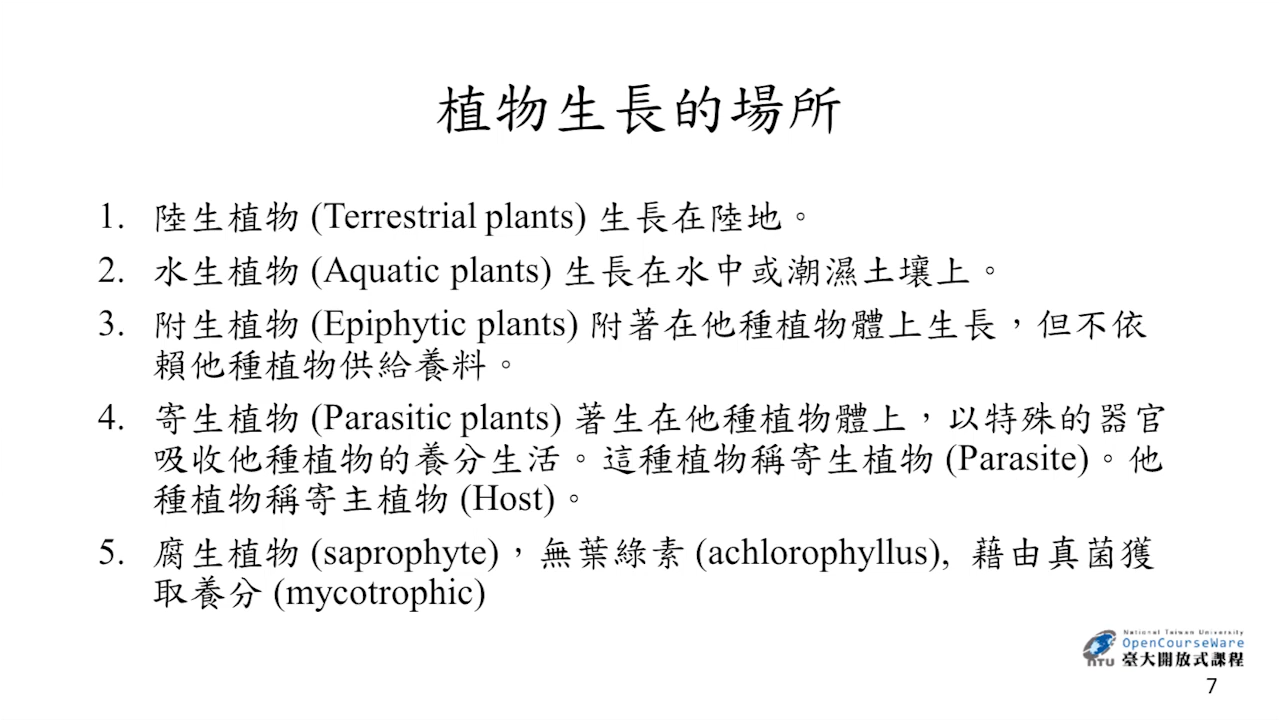 植物生長的場所
1. 陸生植物 (Terrestrial plants) 生長在陸地。
2. 水生植物 (Aquatic plants) 生長在水中或潮濕土壤上。
3. 附生植物 (Epiphytic plants) 附著在他種植物體上生長，但不依
賴他種植物供給養料。
4. 寄生植物 (Parasitic plants) 著生在他種植物體上，以特殊的器官
吸收他種植物的養分生活。這種植物稱寄生植物 (Parasite)。他
種植物稱寄主植物 (Host)。
5. 腐生植物 (saprophyte)，無葉綠素 (achlorophyllus), 藉由真菌獲
取養分 (mycotrophic)
National Taiwan University
OpenCourseWare
NTU 臺大開放式課程
7